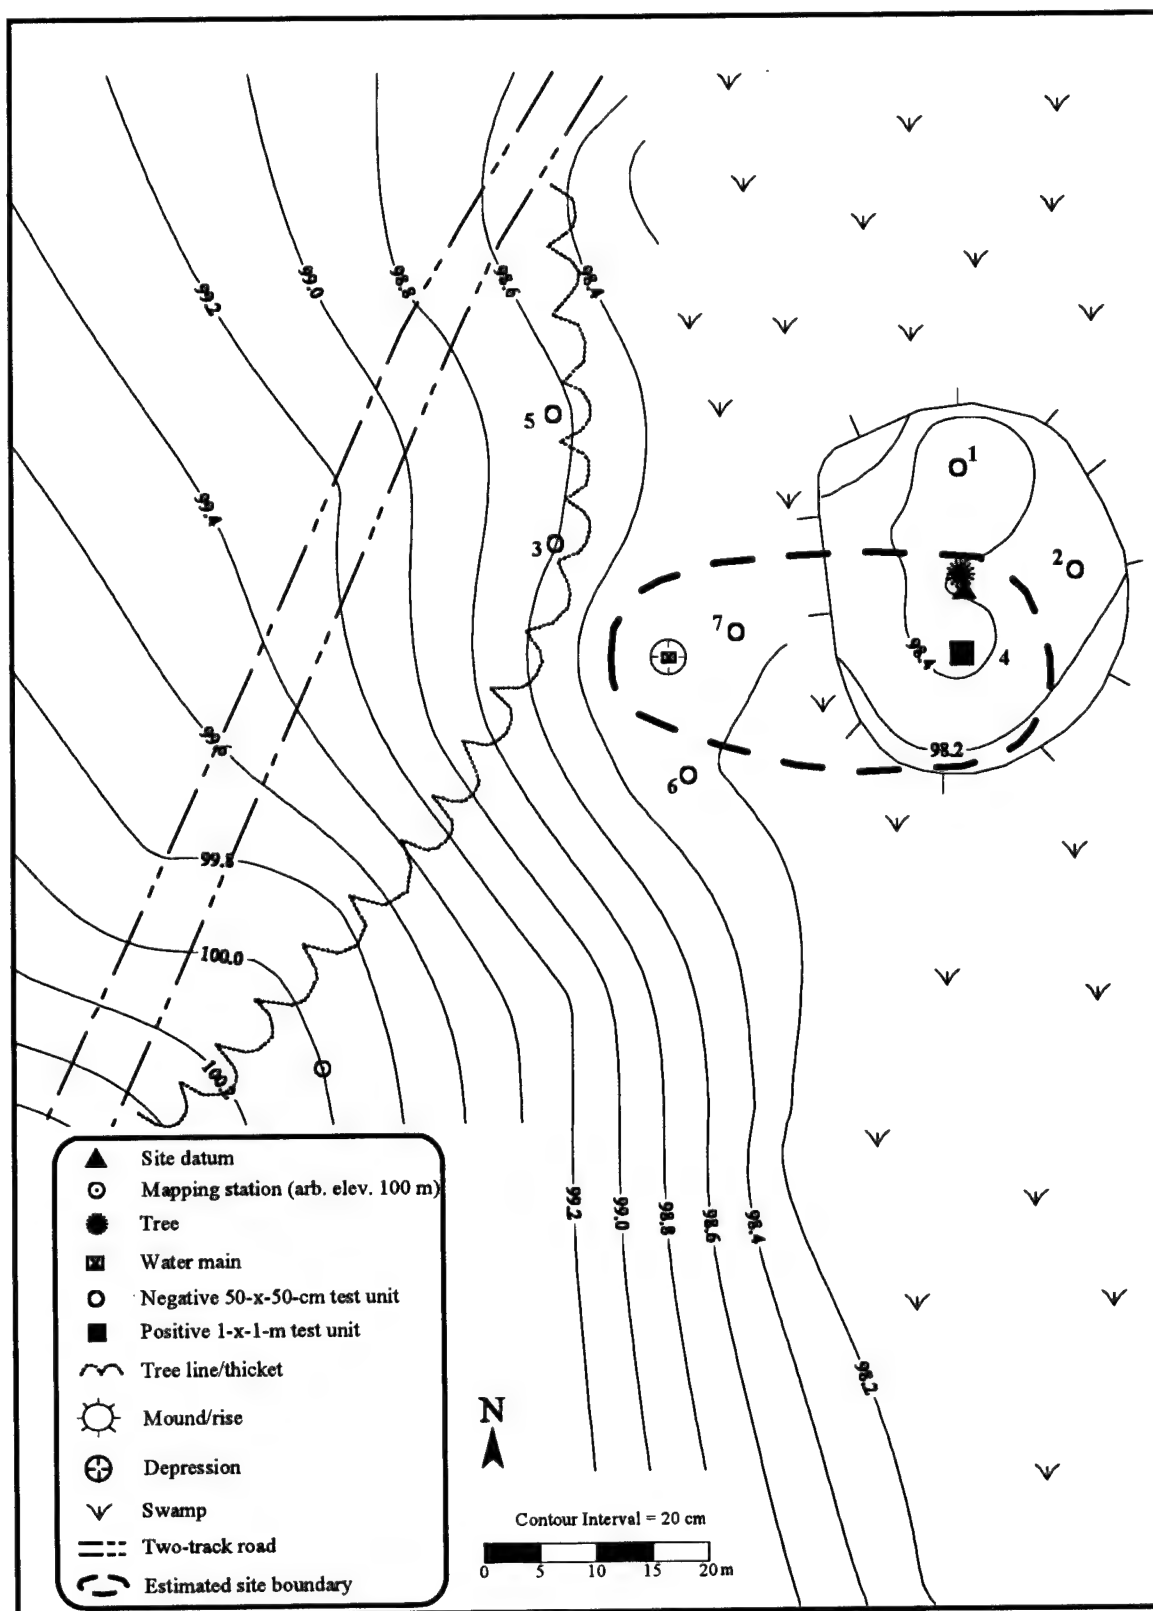 99.2
99.0
98.8
98.6
98.4
5
1
99.4
3
2
7
98.4
4
99.6
98.2
6
99.8
100.0
100.2
99.2
99.0
98.8
98.6
98.4
98.2
Site datum
Mapping station (arb. elev. 100 m)
Tree
Water main
Negative 50-x-50-cm test unit
Positive 1-x-1-m test unit
Tree line/thicket
Mound/rise
Depression
Swamp
Two-track road
Estimated site boundary
N
Contour Interval = 20 cm
0 5 10 15 20 m